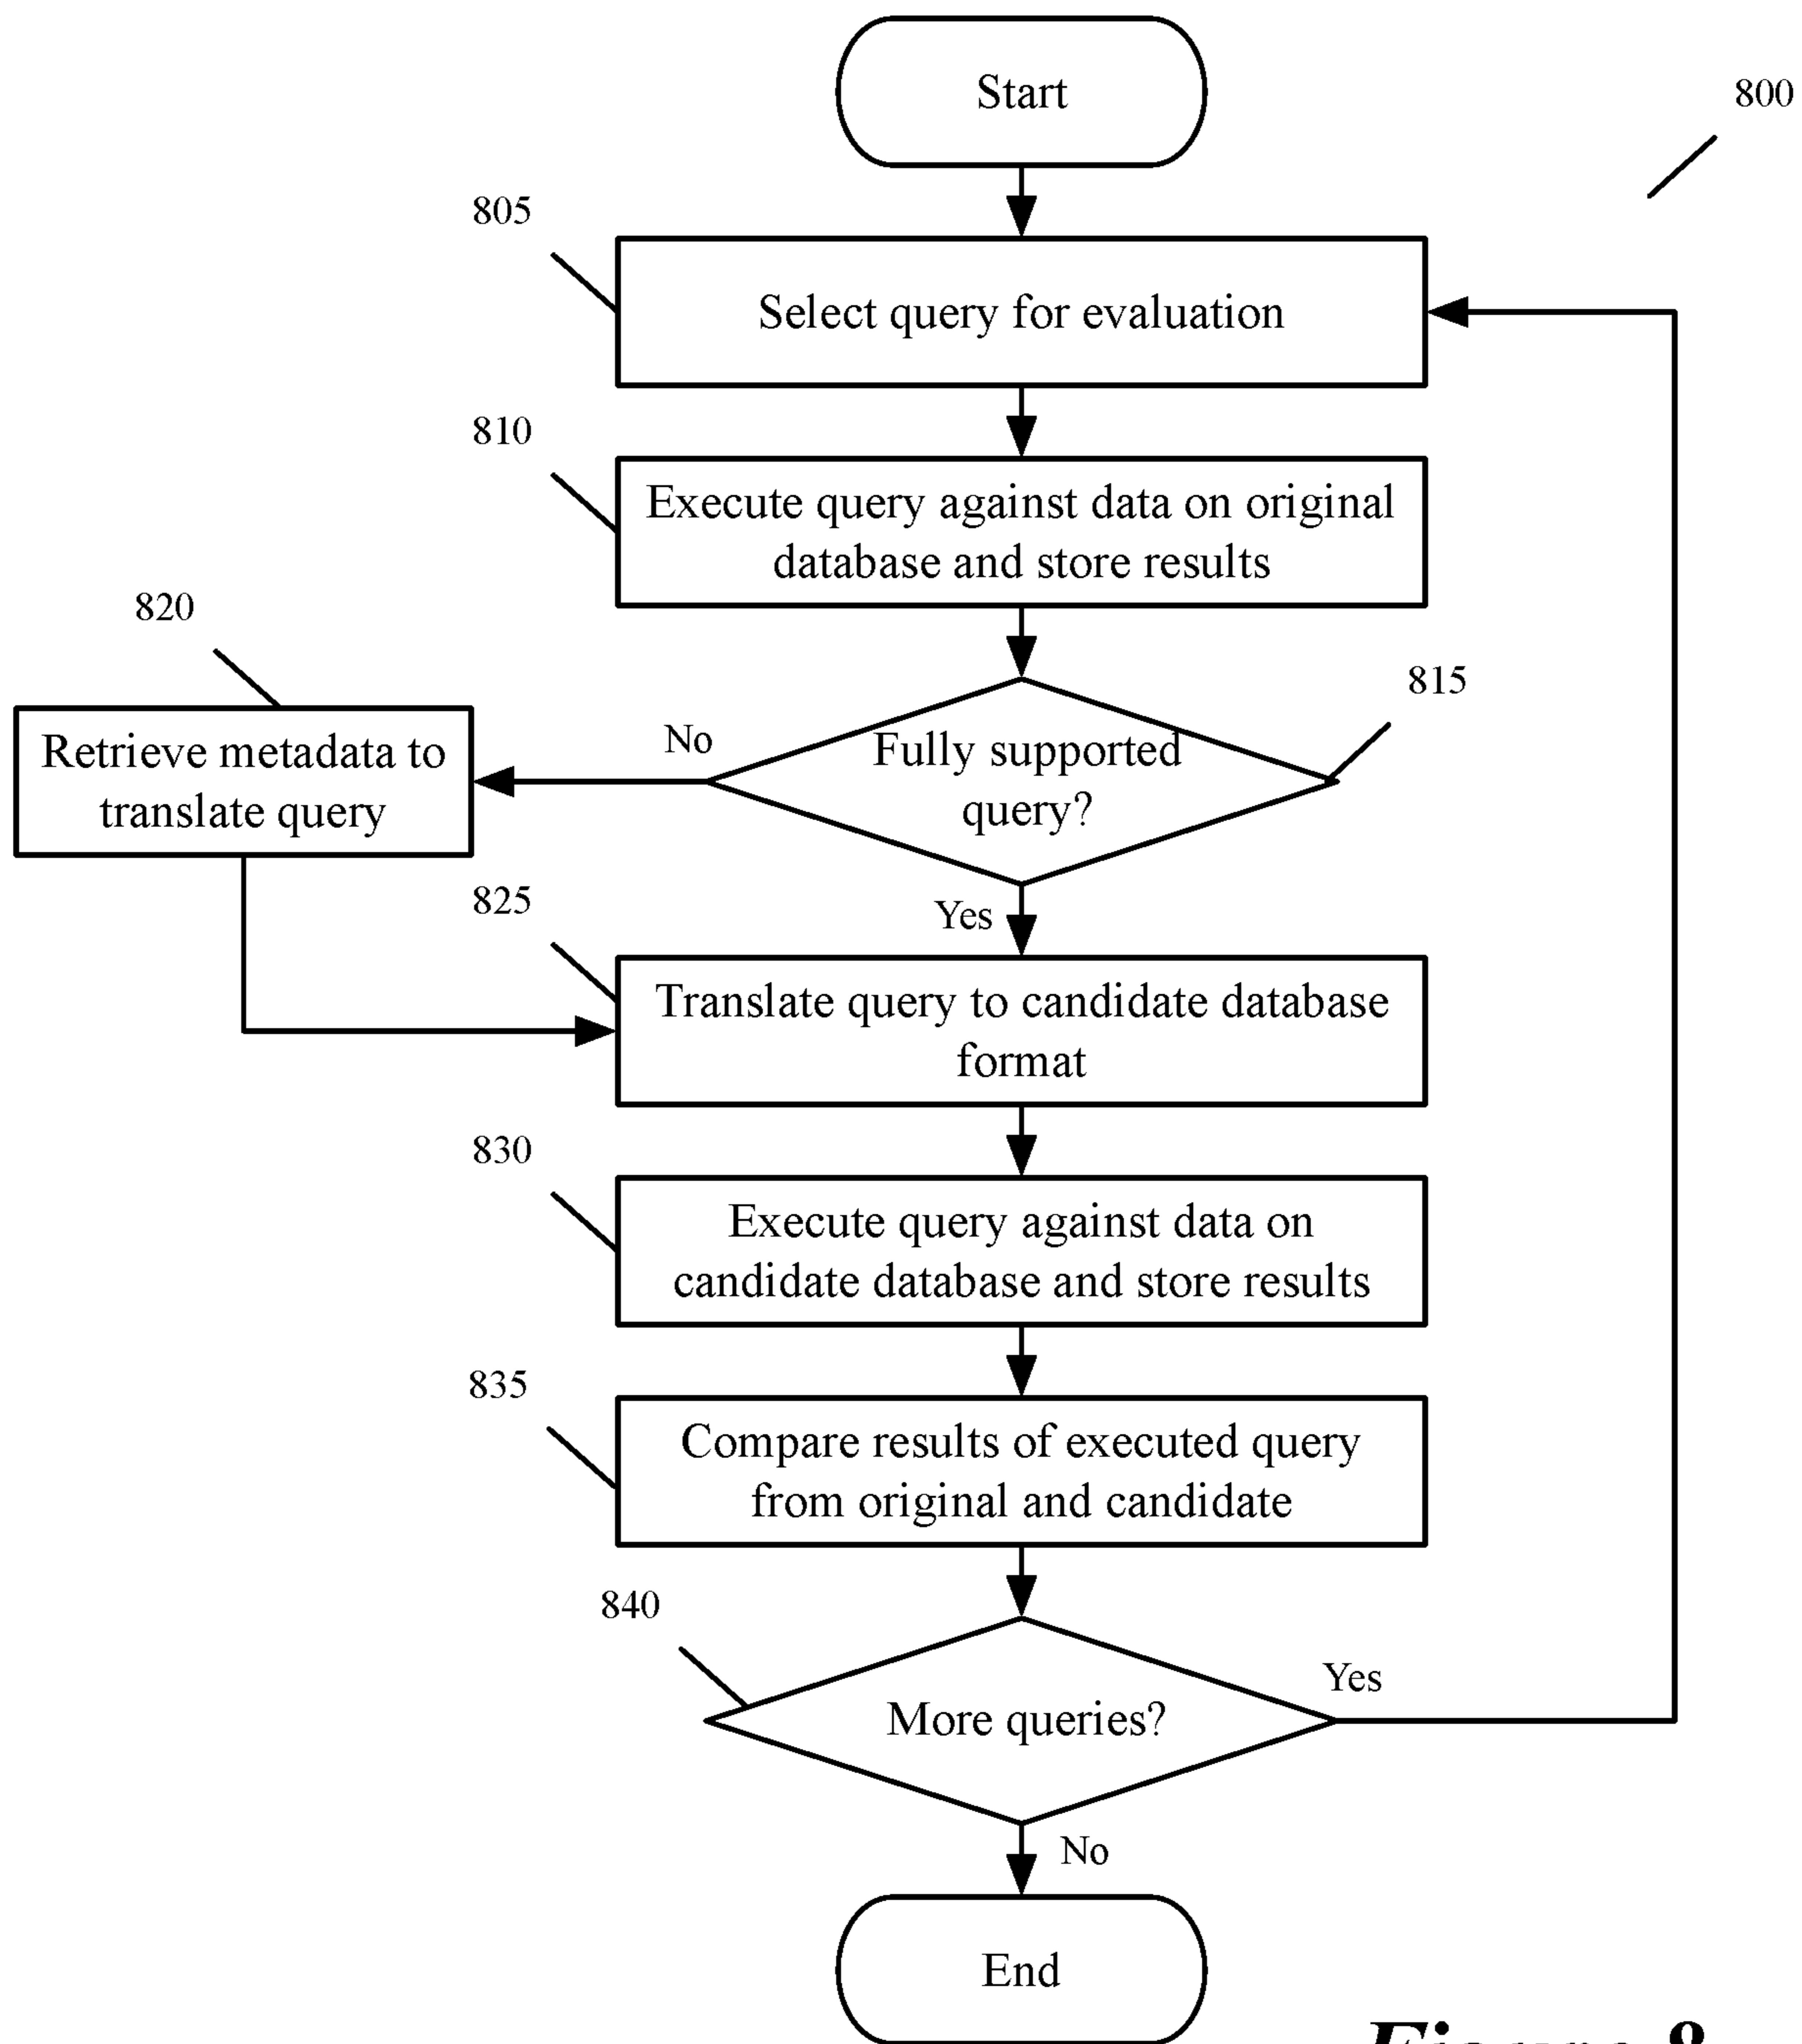 Start
800
805
Select query for evaluation
810
Execute query against data on original
database and store results
820
815
Retrieve metadata to
translate query
No
Fully supported
query?
825
Yes
Translate query to candidate database
format
830
Execute query against data on
candidate database and store results
835
Compare results of executed query
from original and candidate
840
More queries?
Yes
No
End
Figure 8